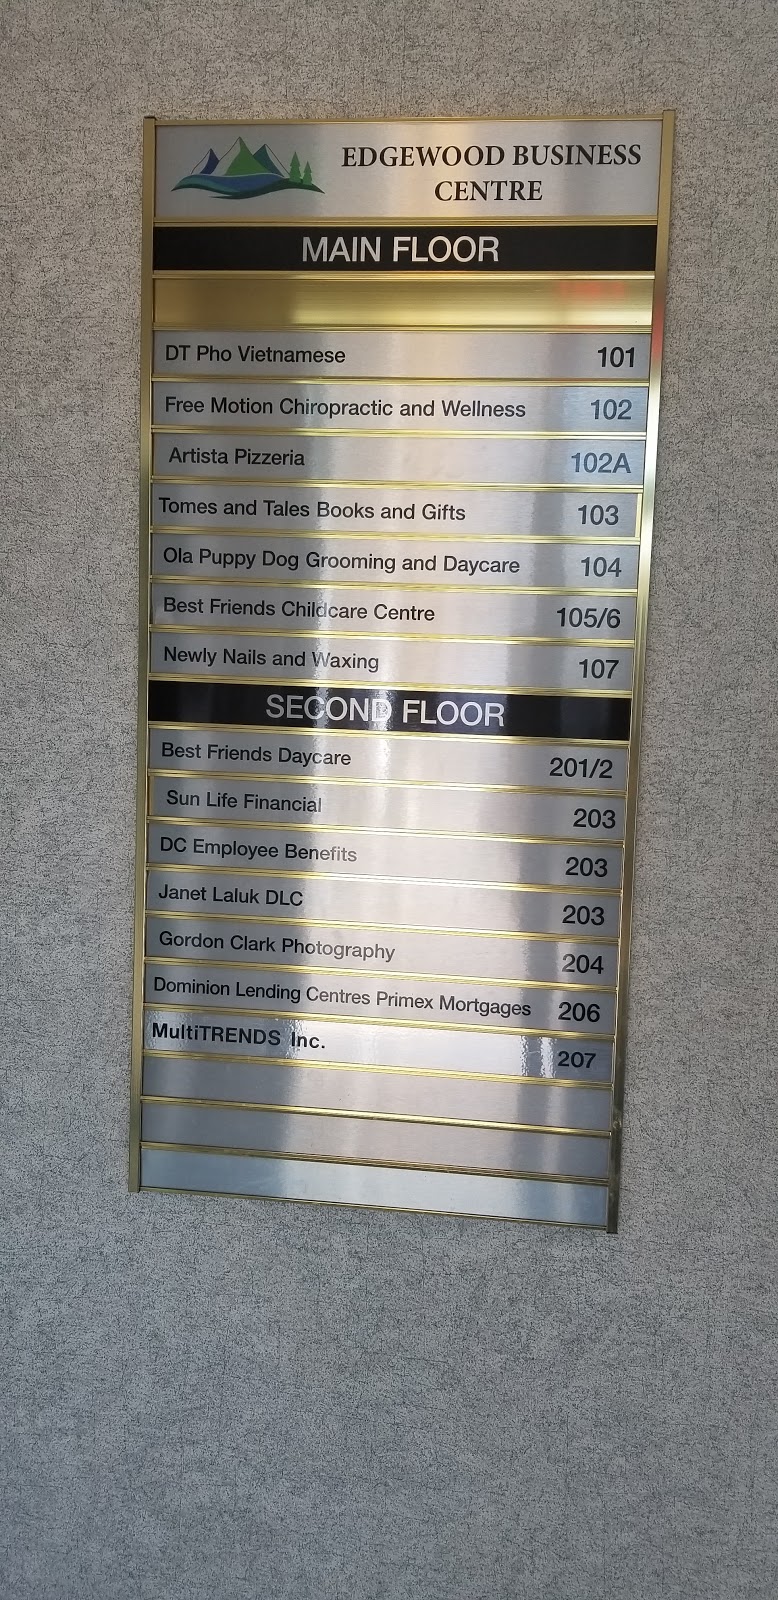 EDGEWOOD BUSINESS
CENTRE
MAIN FLOOR
DT Pho Vietnamese 101
Free Motion Chiropractic and Wellness 102
Artista Pizzeria 102A
Tomes and Tales Books and Gifts 103
Ola Puppy Dog Grooming and Daycare 104
Best Friends Childcare Centre 105/6
Newly Nails and Waxing 107
SECOND FLOOR
Best Friends Daycare 201/2
Sun Life Financial 203
DC Employee Benefits 203
Janet Laluk DLC 203
Gordon Clark Photography 204
Dominion Lending Centres Primex Mortgages 206
MultiTRENDS Inc. 207